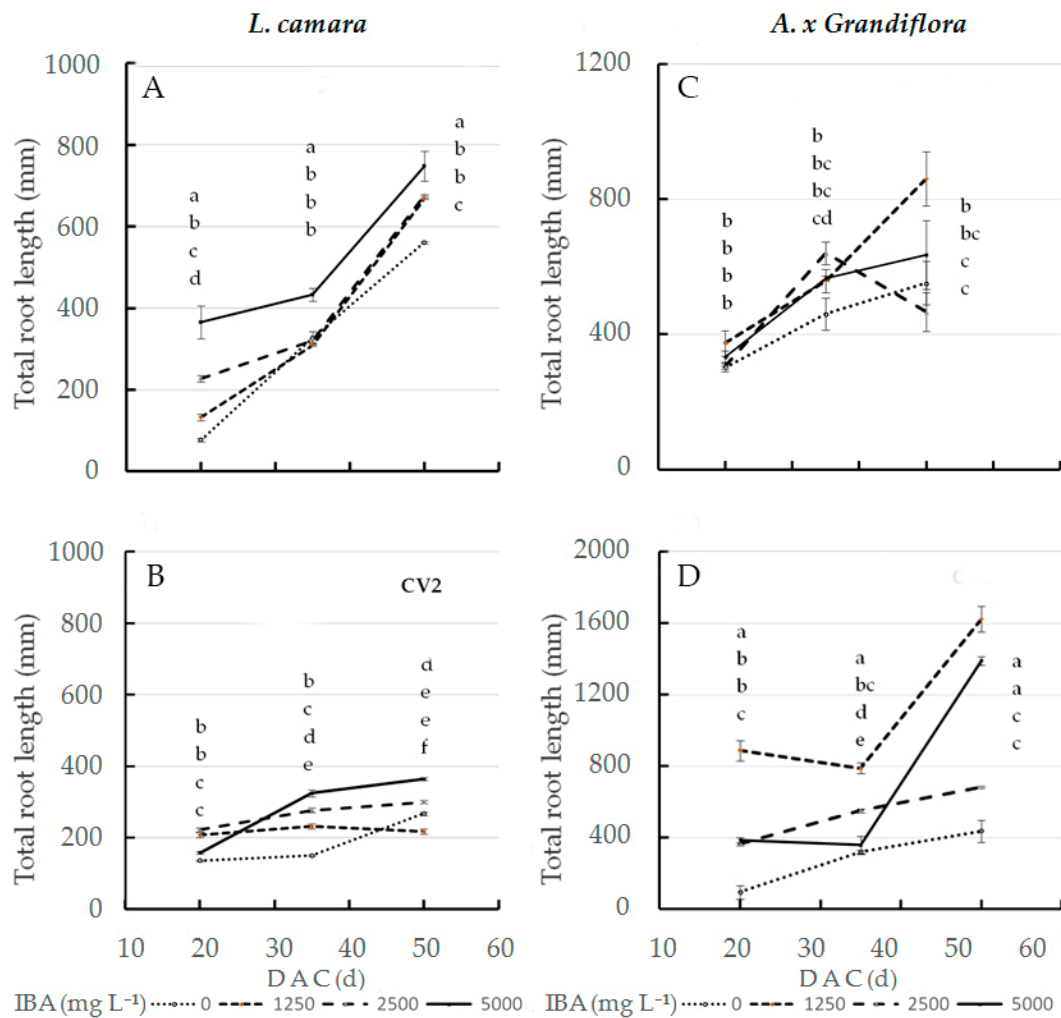 L. camara
A. x Grandiflora
A
Total root length (mm)
1000
800
600
400
200
0
a
b
c
d
a
b
b
b
a
b
b
c
C
Total root length (mm)
1200
800
400
0
b
b
b
b
b
bc
bc
cd
b
bc
c
c
B
CV2
Total root length (mm)
1000
800
600
400
200
0
b
b
c
c
b
c
d
e
d
e
e
f
10 20 30 40 50 60
DAC (d)
D
Total root length (mm)
2000
1600
1200
800
400
0
a
b
b
c
a
bc
d
e
a
a
c
c
10 20 30 40 50 60
DAC (d)
IBA (mg L⁻¹) 0 1250 2500 5000
IBA (mg L⁻¹) 0 1250 2500 5000